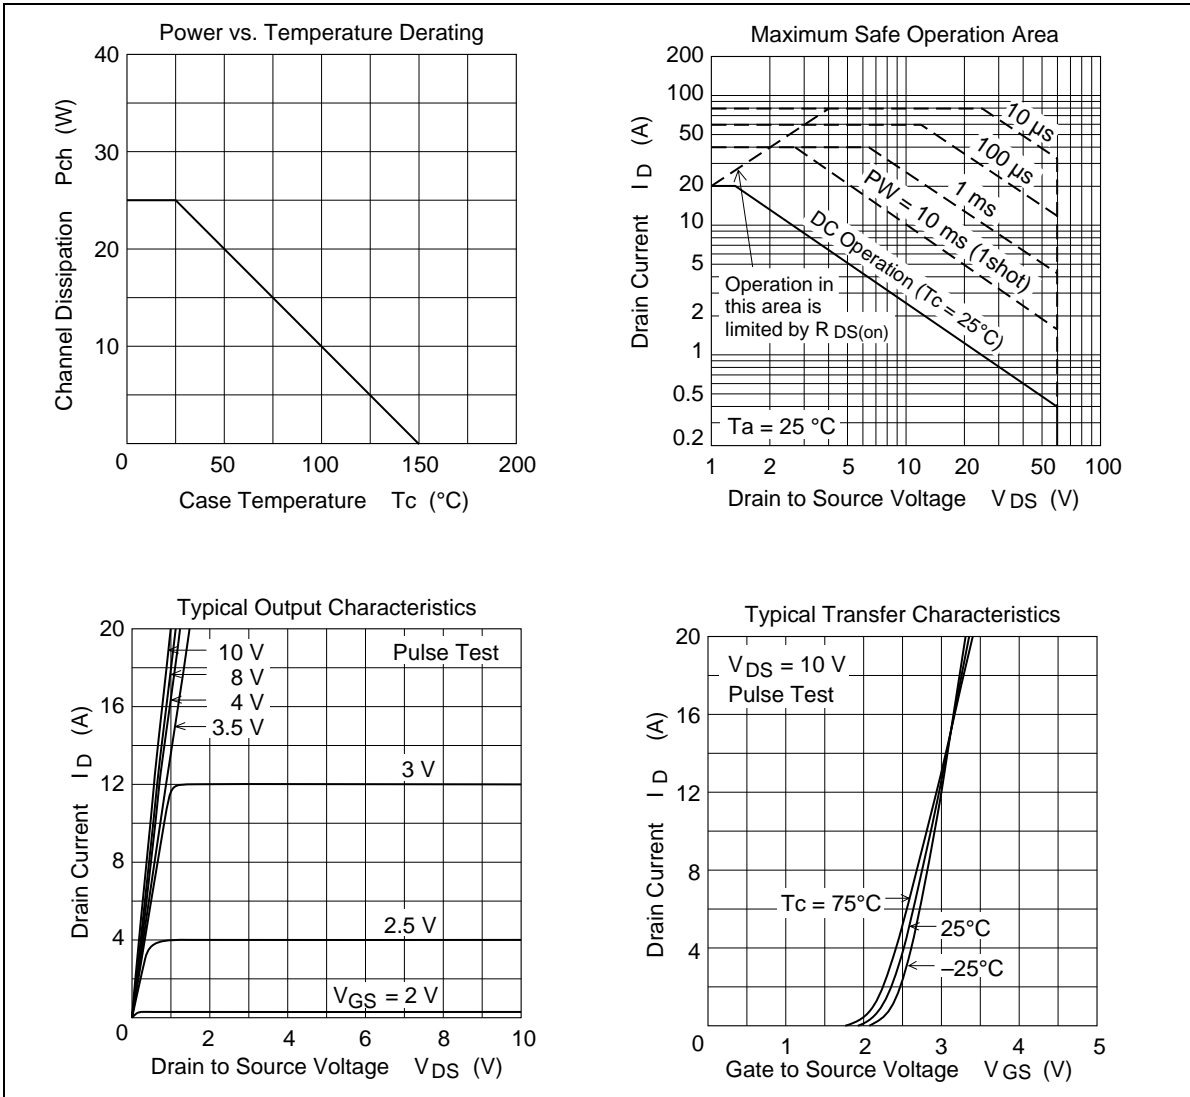 Power vs. Temperature Derating
40
30
20
10
0
50
100
150
200
Channel Dissipation Pch (W)
Case Temperature Tc (°C)
Maximum Safe Operation Area
200
100
50
20
10
5
2
1
0.5
0.2
1
2
5
10
20
50
100
Drain Current I D (A)
10 µs
100 µs
1 ms
PW = 10 ms (1shot)
DC Operation (Tc = 25°C)
Operation in
this area is
limited by R DS(on)
Ta = 25 °C
Drain to Source Voltage V DS (V)
Typical Output Characteristics
20
16
12
8
4
0
2
4
6
8
10
Drain Current I D (A)
10 V
8 V
4 V
3.5 V
Pulse Test
3 V
2.5 V
VGS = 2 V
Drain to Source Voltage V DS (V)
Typical Transfer Characteristics
20
16
12
8
4
0
1
2
3
4
5
Drain Current I D (A)
V DS = 10 V
Pulse Test
Tc = 75°C
25°C
–25°C
Gate to Source Voltage V GS (V)